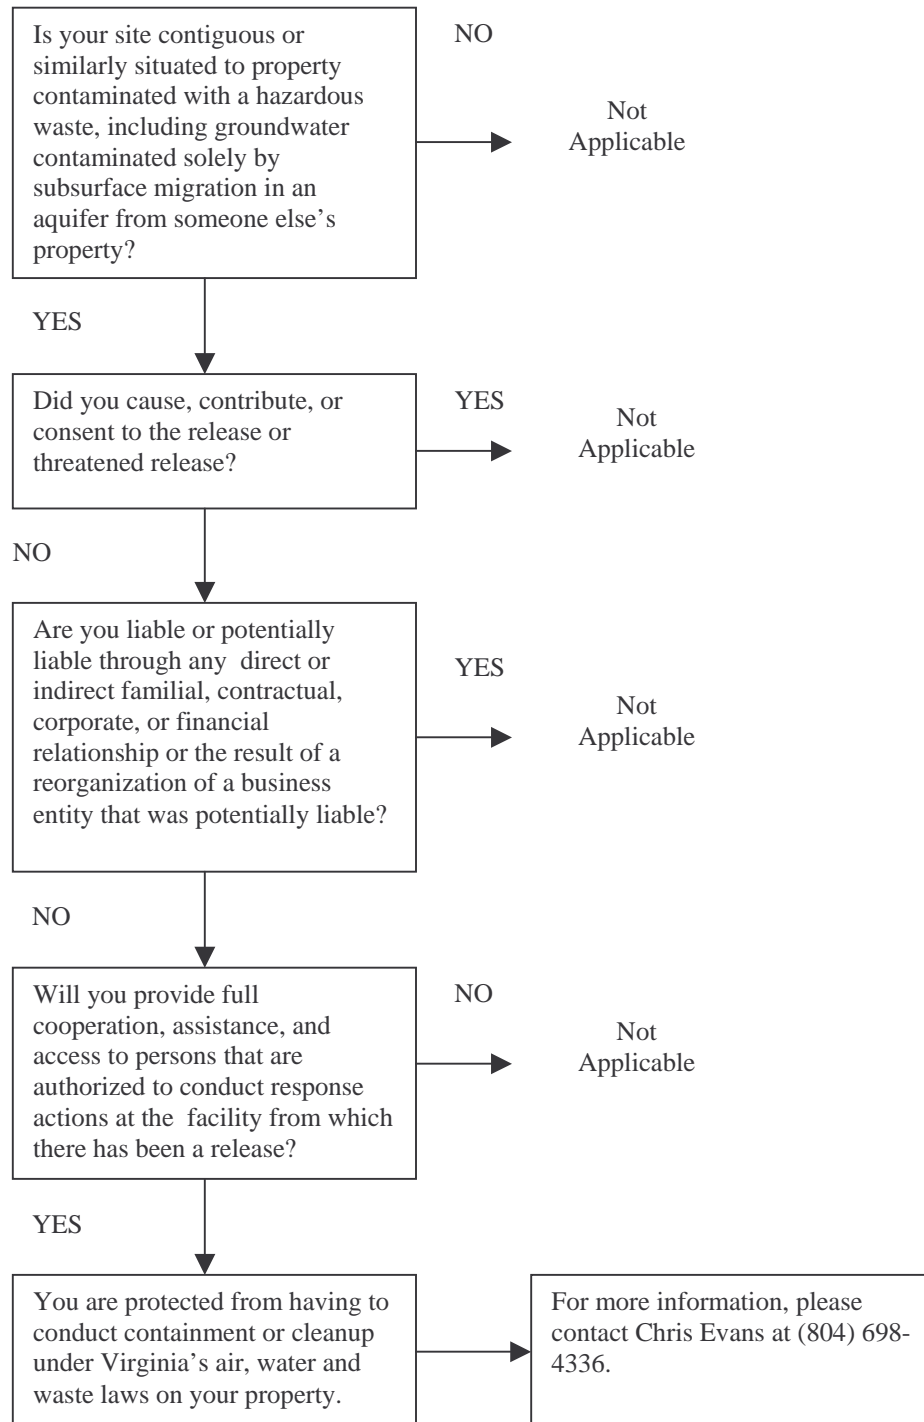 Is your site contiguous or
similarly situated to property
contaminated with a hazardous
waste, including groundwater
contaminated solely by
subsurface migration in an
aquifer from someone else’s
property?
NO
Not
Applicable
YES
Did you cause, contribute, or
consent to the release or
threatened release?
YES
Not
Applicable
NO
Are you liable or potentially
liable through any direct or
indirect familial, contractual,
corporate, or financial
relationship or the result of a
reorganization of a business
entity that was potentially liable?
YES
Not
Applicable
NO
Will you provide full
cooperation, assistance, and
access to persons that are
authorized to conduct response
actions at the facility from which
there has been a release?
NO
Not
Applicable
YES
You are protected from having to
conduct containment or cleanup
under Virginia’s air, water and
waste laws on your property.
For more information, please
contact Chris Evans at (804) 698-
4336.